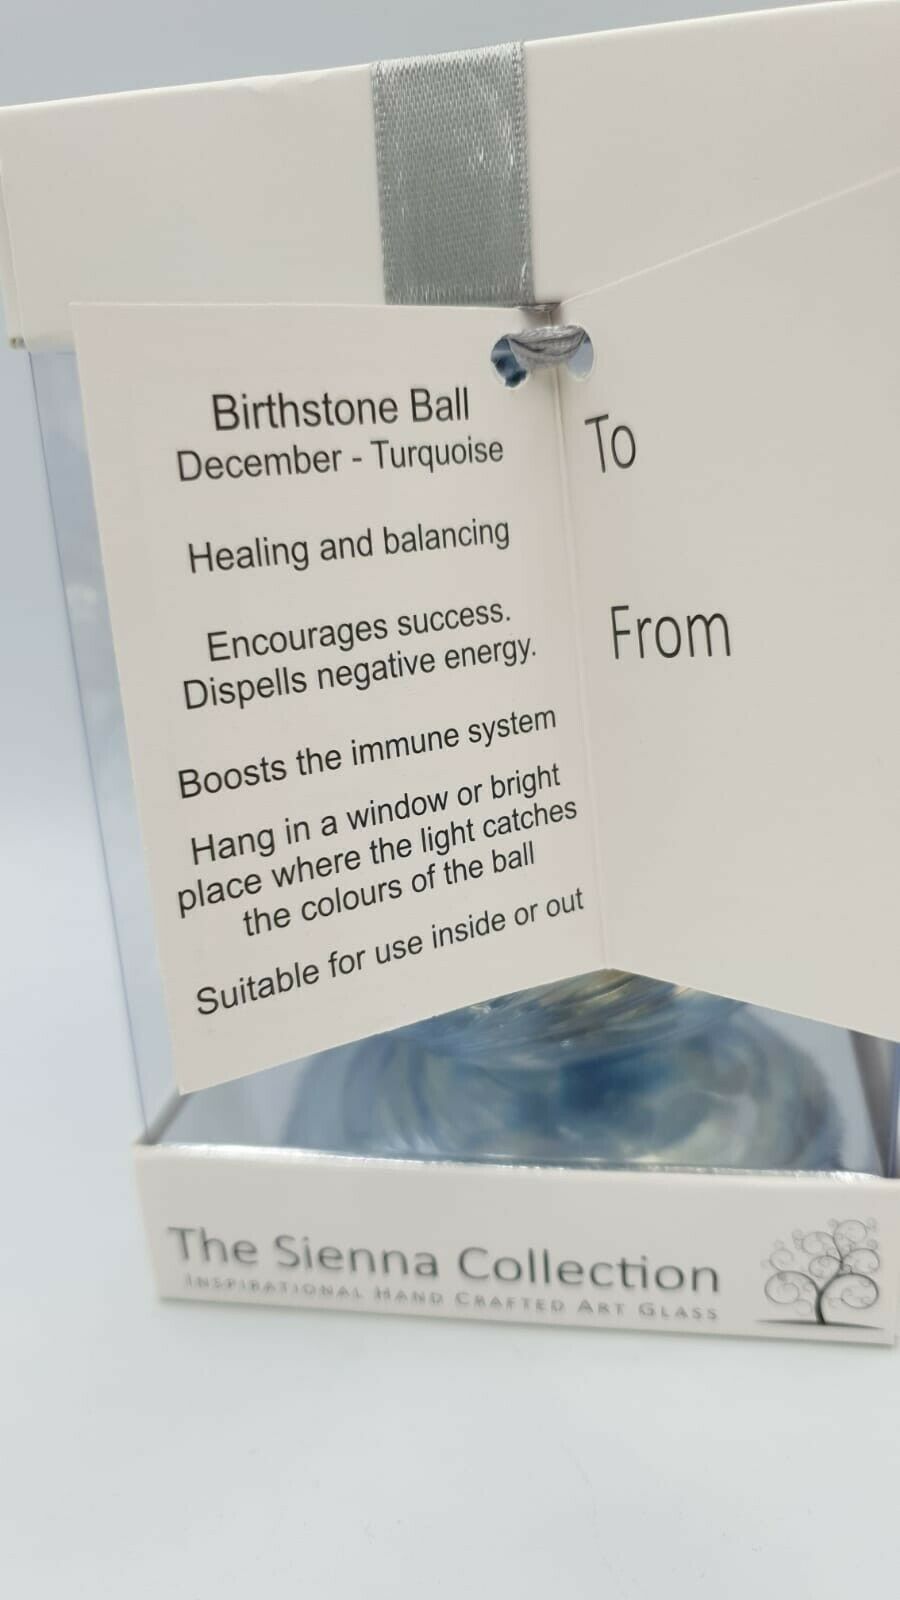 Birthstone Ball
December - Turquoise
Healing and balancing
Encourages success.
Dispells negative energy.
Boosts the immune system
Hang in a window or bright
place where the light catches
the colours of the ball
Suitable for use inside or out
To
From
The Sienna Collection
Inspirational Hand Crafted Art Glass